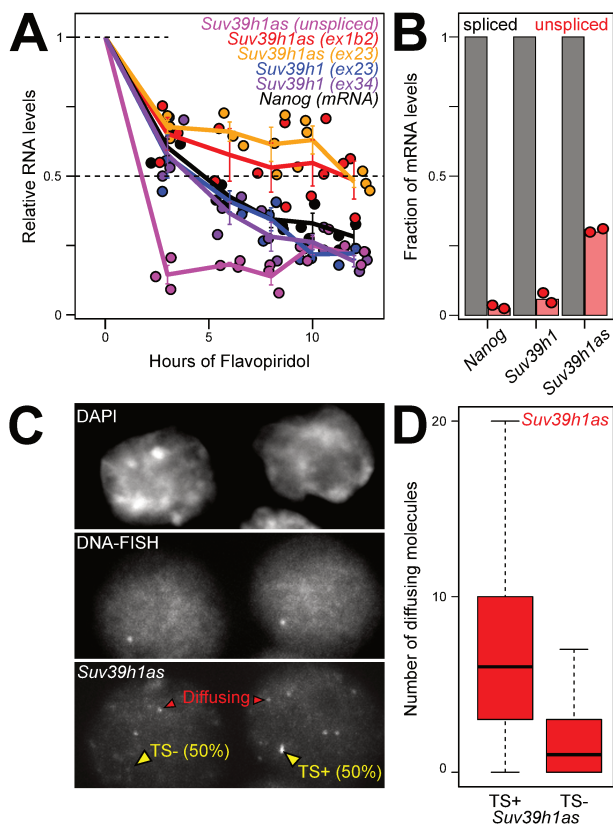 A
Suv39h1as (unspliced)
Suv39h1as (ex1b2)
Suv39h1as (ex23)
Suv39h1 (ex23)
Suv39h1 (ex34)
Nanog (mRNA)
Relative RNA levels
1
0.5
0
0
5
10
Hours of Flavopiridol
B
spliced
unspliced
Fraction of mRNA levels
1
0.5
0
Nanog
Suv39h1
Suv39h1as
C
DAPI
DNA-FISH
Suv39h1as
Diffusing
TS- (50%)
TS+ (50%)
D
Suv39h1as
Number of diffusing molecules
20
10
0
TS+
TS-
Suv39h1as